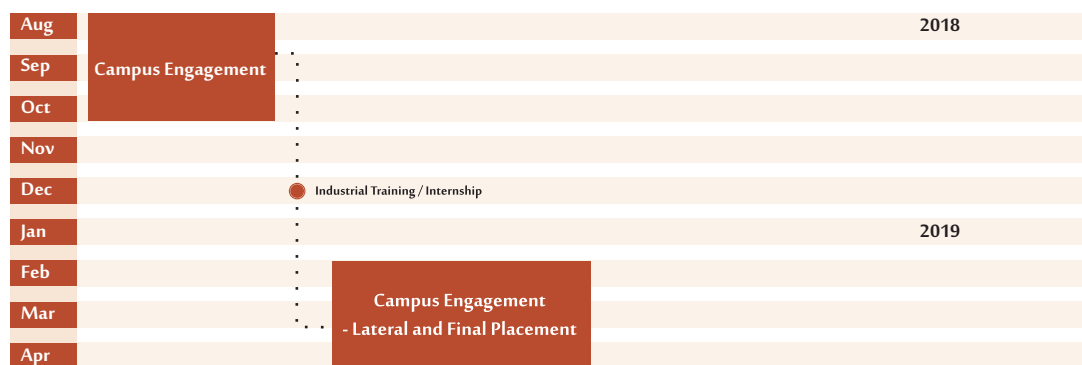 Aug
2018
Sep
Campus Engagement
Oct
Nov
Dec
Industrial Training / Internship
Jan
2019
Feb
Campus Engagement
- Lateral and Final Placement
Mar
Apr